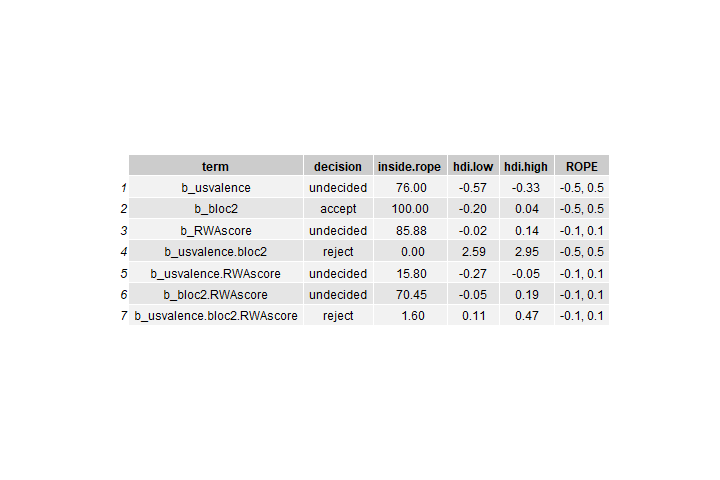 term decision inside.rope hdi.low hdi.high ROPE
1 b_usvalence undecided 76.00 -0.57 -0.33 -0.5, 0.5
2 b_bloc2 accept 100.00 -0.20 0.04 -0.5, 0.5
3 b_RWAscore undecided 85.88 -0.02 0.14 -0.1, 0.1
4 b_usvalence.bloc2 reject 0.00 2.59 2.95 -0.5, 0.5
5 b_usvalence.RWAscore undecided 15.80 -0.27 -0.05 -0.1, 0.1
6 b_bloc2.RWAscore undecided 70.45 -0.05 0.19 -0.1, 0.1
7 b_usvalence.bloc2.RWAscore reject 1.60 0.11 0.47 -0.1, 0.1